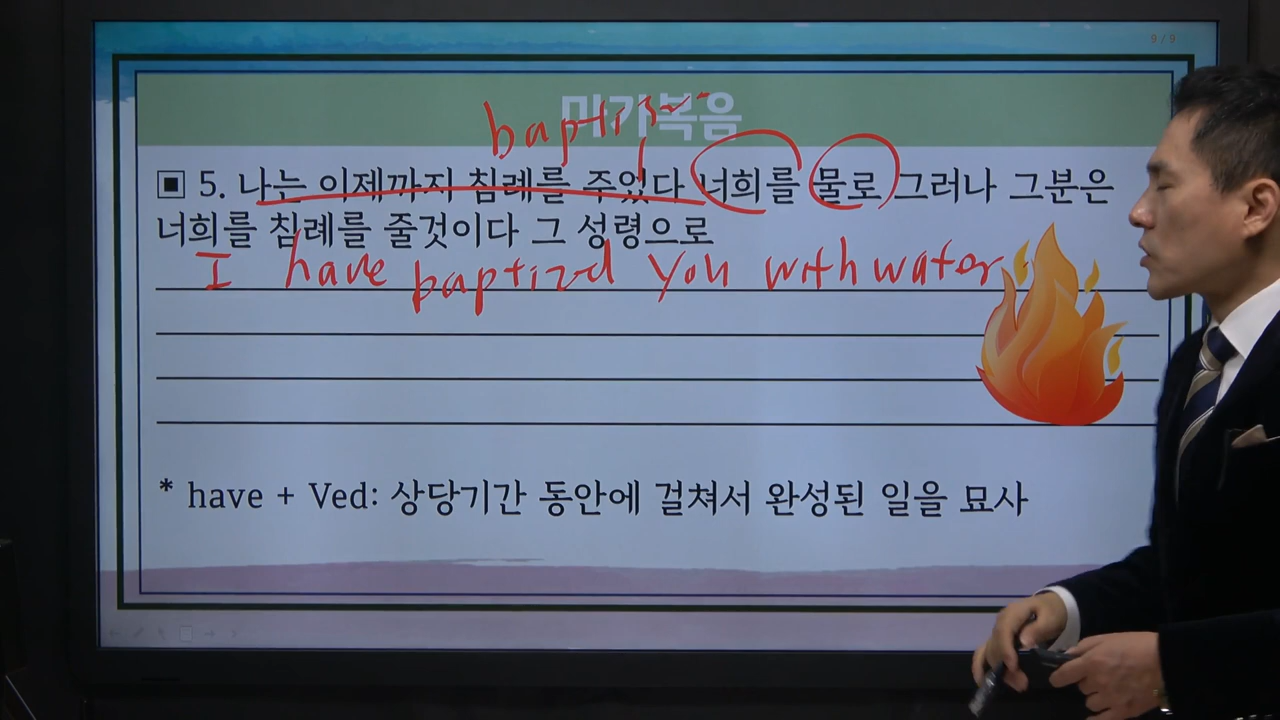 9/9
마가복음
▣ 5. 나는 이제까지 침례를 주었다 너희를 물로 그러나 그분은
너희를 침례를 줄것이다 그 성령으로
I have baptized you with water
* have + Ved: 상당기간 동안에 걸쳐서 완성된 일을 묘사